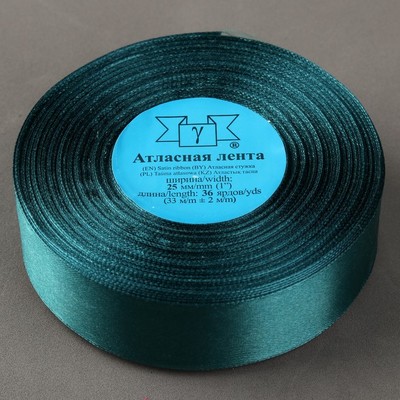 γ
®
Атласная лента
(EN) Satin ribbon (BY) Атласная стужка
(PL) Taśma atłasowa (KZ) Атластық таспа
ширина/width:
25 мм/mm (1")
длина/length: 36 ярдов/yds
(33 м/m ± 2 м/m)